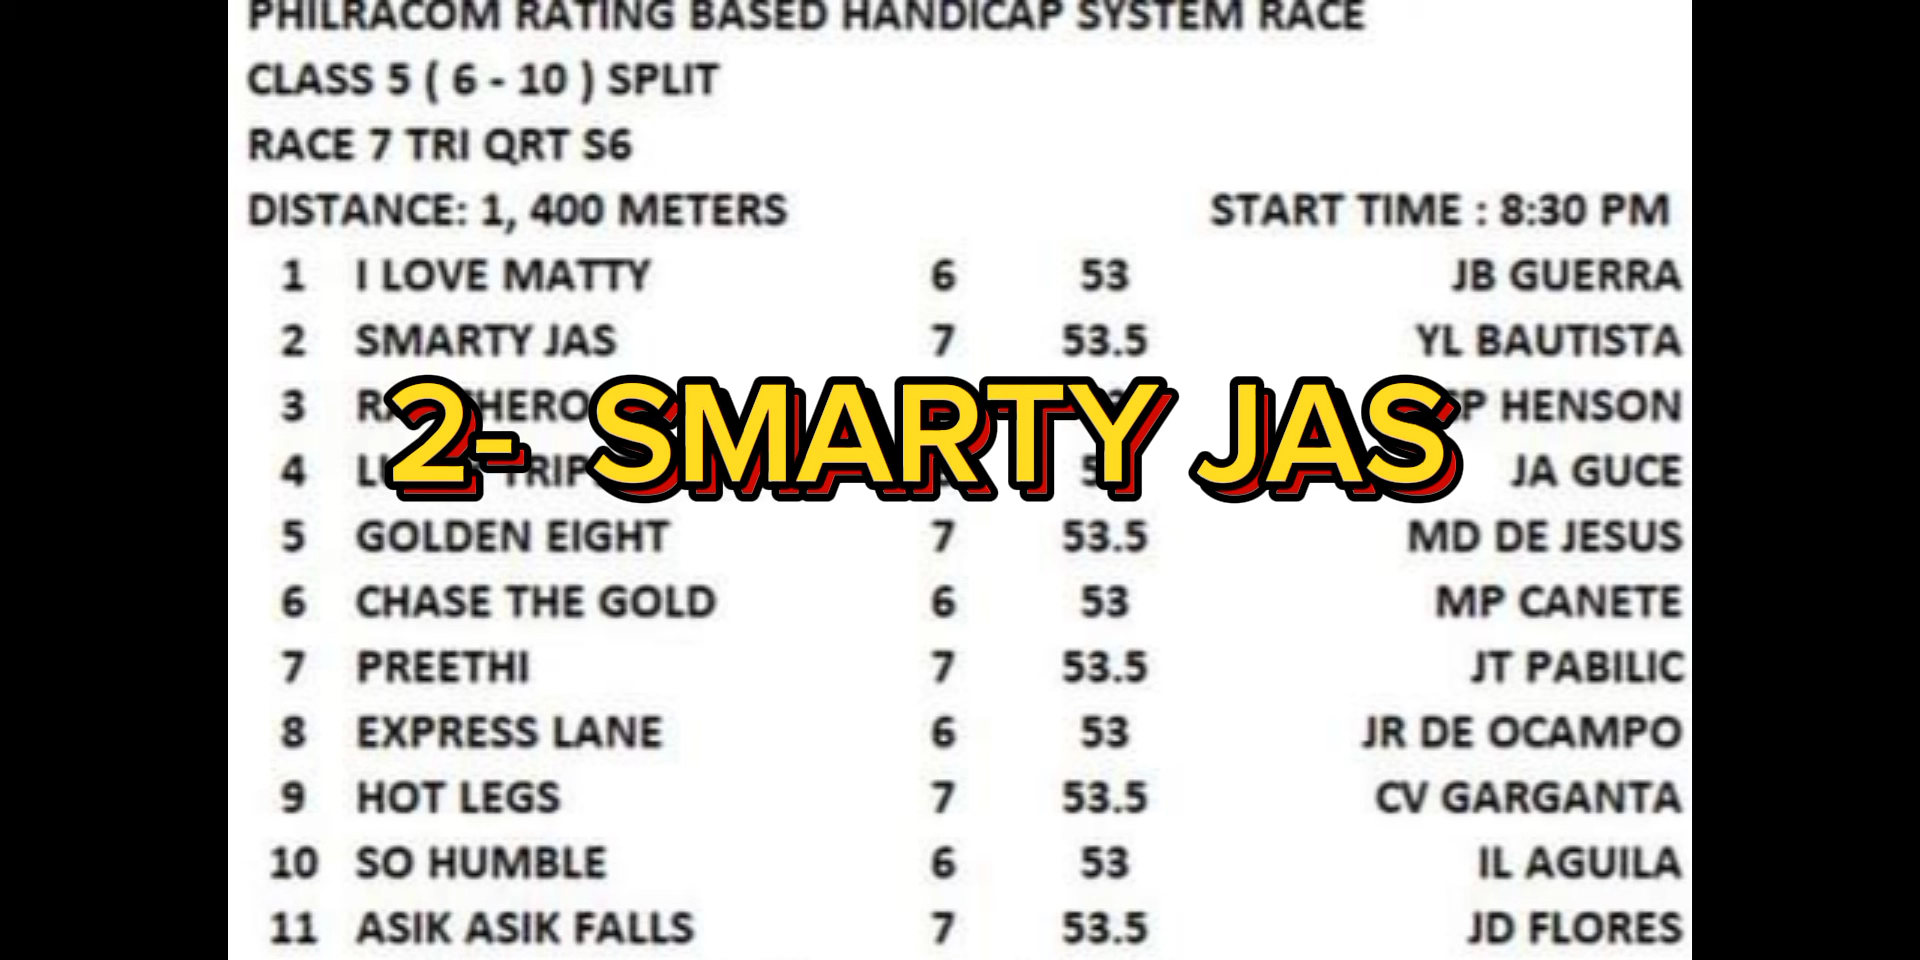 PHILRACOM RATING BASED HANDICAP SYSTEM RACE
CLASS 5 ( 6 - 10 ) SPLIT
RACE 7 TRI QRT S6
DISTANCE: 1, 400 METERS START TIME : 8:30 PM
1 I LOVE MATTY 6 53 JB GUERRA
2 SMARTY JAS 7 53.5 YL BAUTISTA
2- SMARTY JAS
3 HENSON
4 JA GUCE
5 GOLDEN EIGHT 7 53.5 MD DE JESUS
6 CHASE THE GOLD 6 53 MP CANETE
7 PREETHI 7 53.5 JT PABILIC
8 EXPRESS LANE 6 53 JR DE OCAMPO
9 HOT LEGS 7 53.5 CV GARGANTA
10 SO HUMBLE 6 53 IL AGUILA
11 ASIK ASIK FALLS 7 53.5 JD FLORES